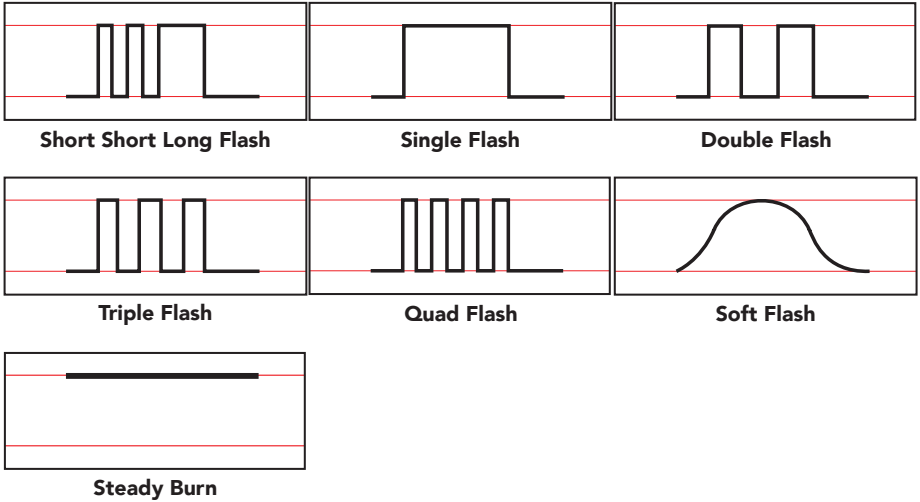 Short Short Long Flash
Single Flash
Double Flash
Triple Flash
Quad Flash
Soft Flash
Steady Burn